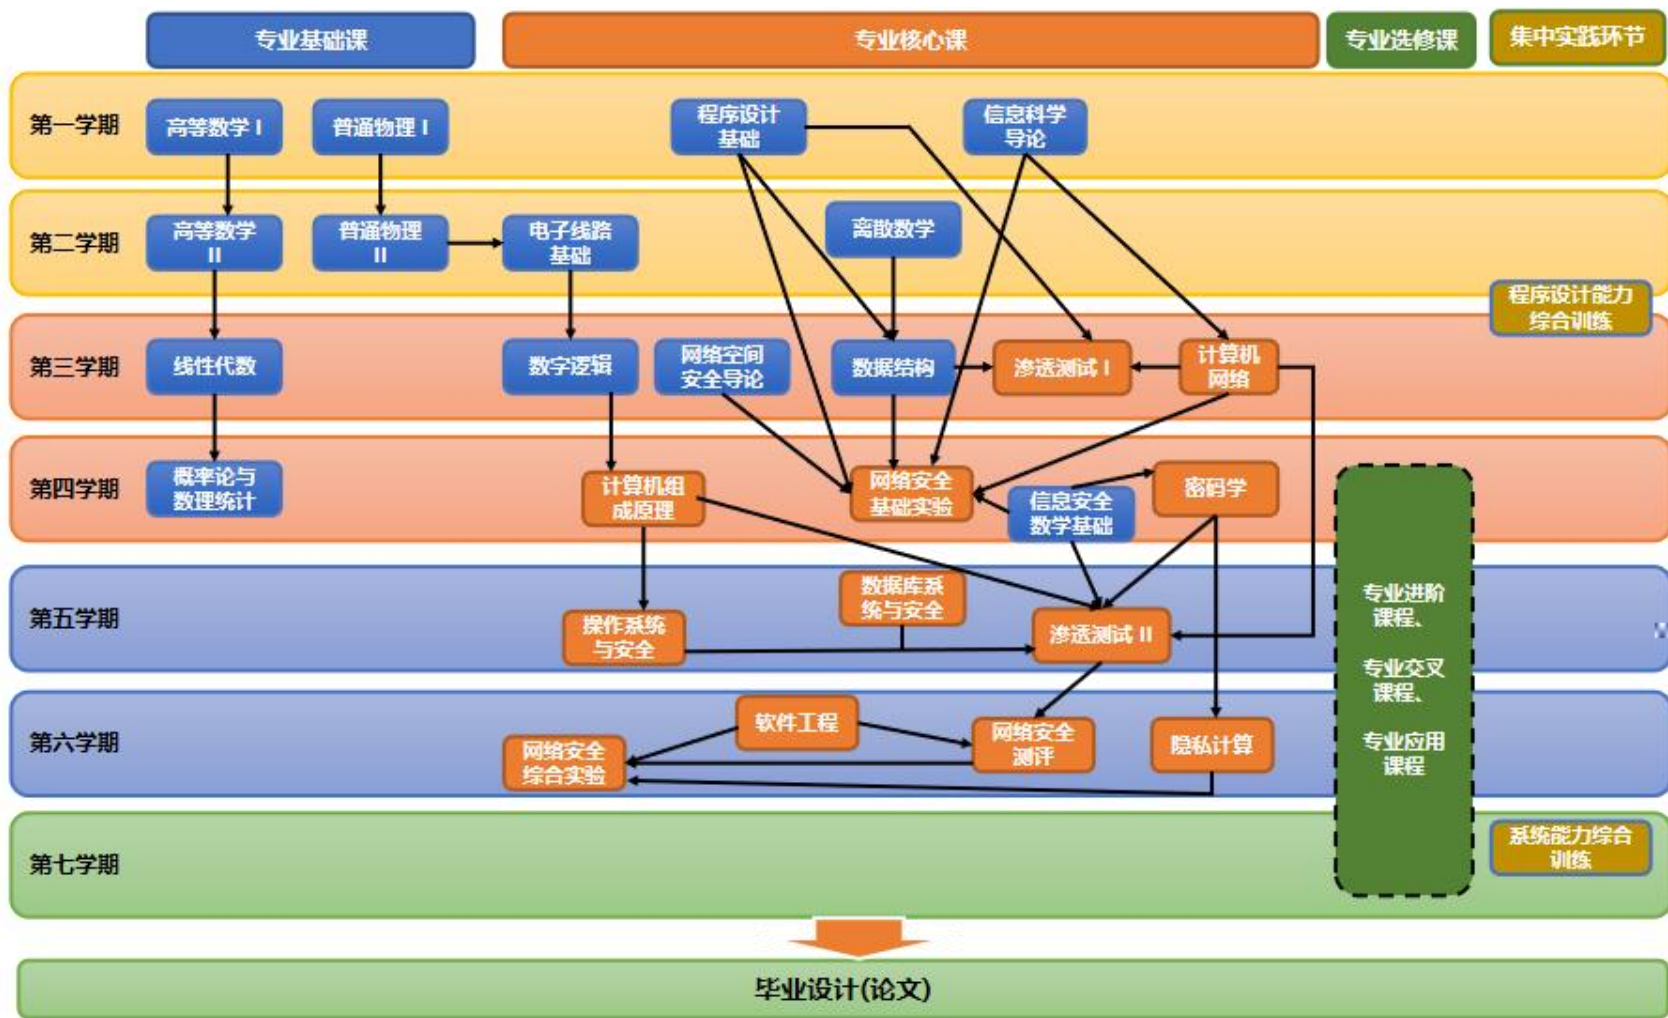 专业基础课
专业核心课
专业选修课
集中实践环节
第一学期
高等数学 I
普通物理 I
程序设计
基础
信息科学
导论
第二学期
高等数学
II
普通物理
II
电子线路
基础
离散数学
程序设计能力
综合训练
第三学期
线性代数
数字逻辑
网络空间
安全导论
数据结构
渗透测试 I
计算机
网络
第四学期
概率论与
数理统计
计算机组
成原理
网络安全
基础实验
信息安全
数学基础
密码学
第五学期
操作系统
与安全
数据库系
统与安全
渗透测试 II
专业进阶
课程、
专业交叉
课程、
专业应用
课程
第六学期
网络安全
综合实验
软件工程
网络安全
测评
隐私计算
第七学期
系统能力综合
训练
毕业设计(论文)